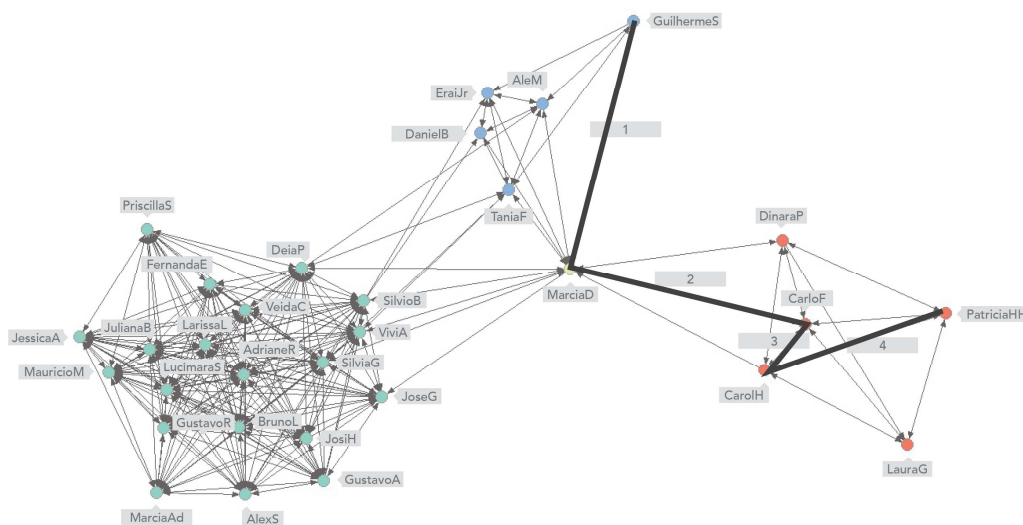 GuilhermeS
AleM
EraiJr
1
DanielB
PriscillaS
TaniaF
DinaraP
DeiaP
FernandaE
2
MarciaD
SilvioB
CarloF
VeidaC
PatriciaHH
JulianaB
LarissaL
JessicaA
ViviA
3
4
AdrianeR
MauricioM
LucimaraS
SilviaG
CarolH
JoseG
GustavoR
BrunoL
JosiH
LauraG
GustavoA
MarciaAd
AlexS